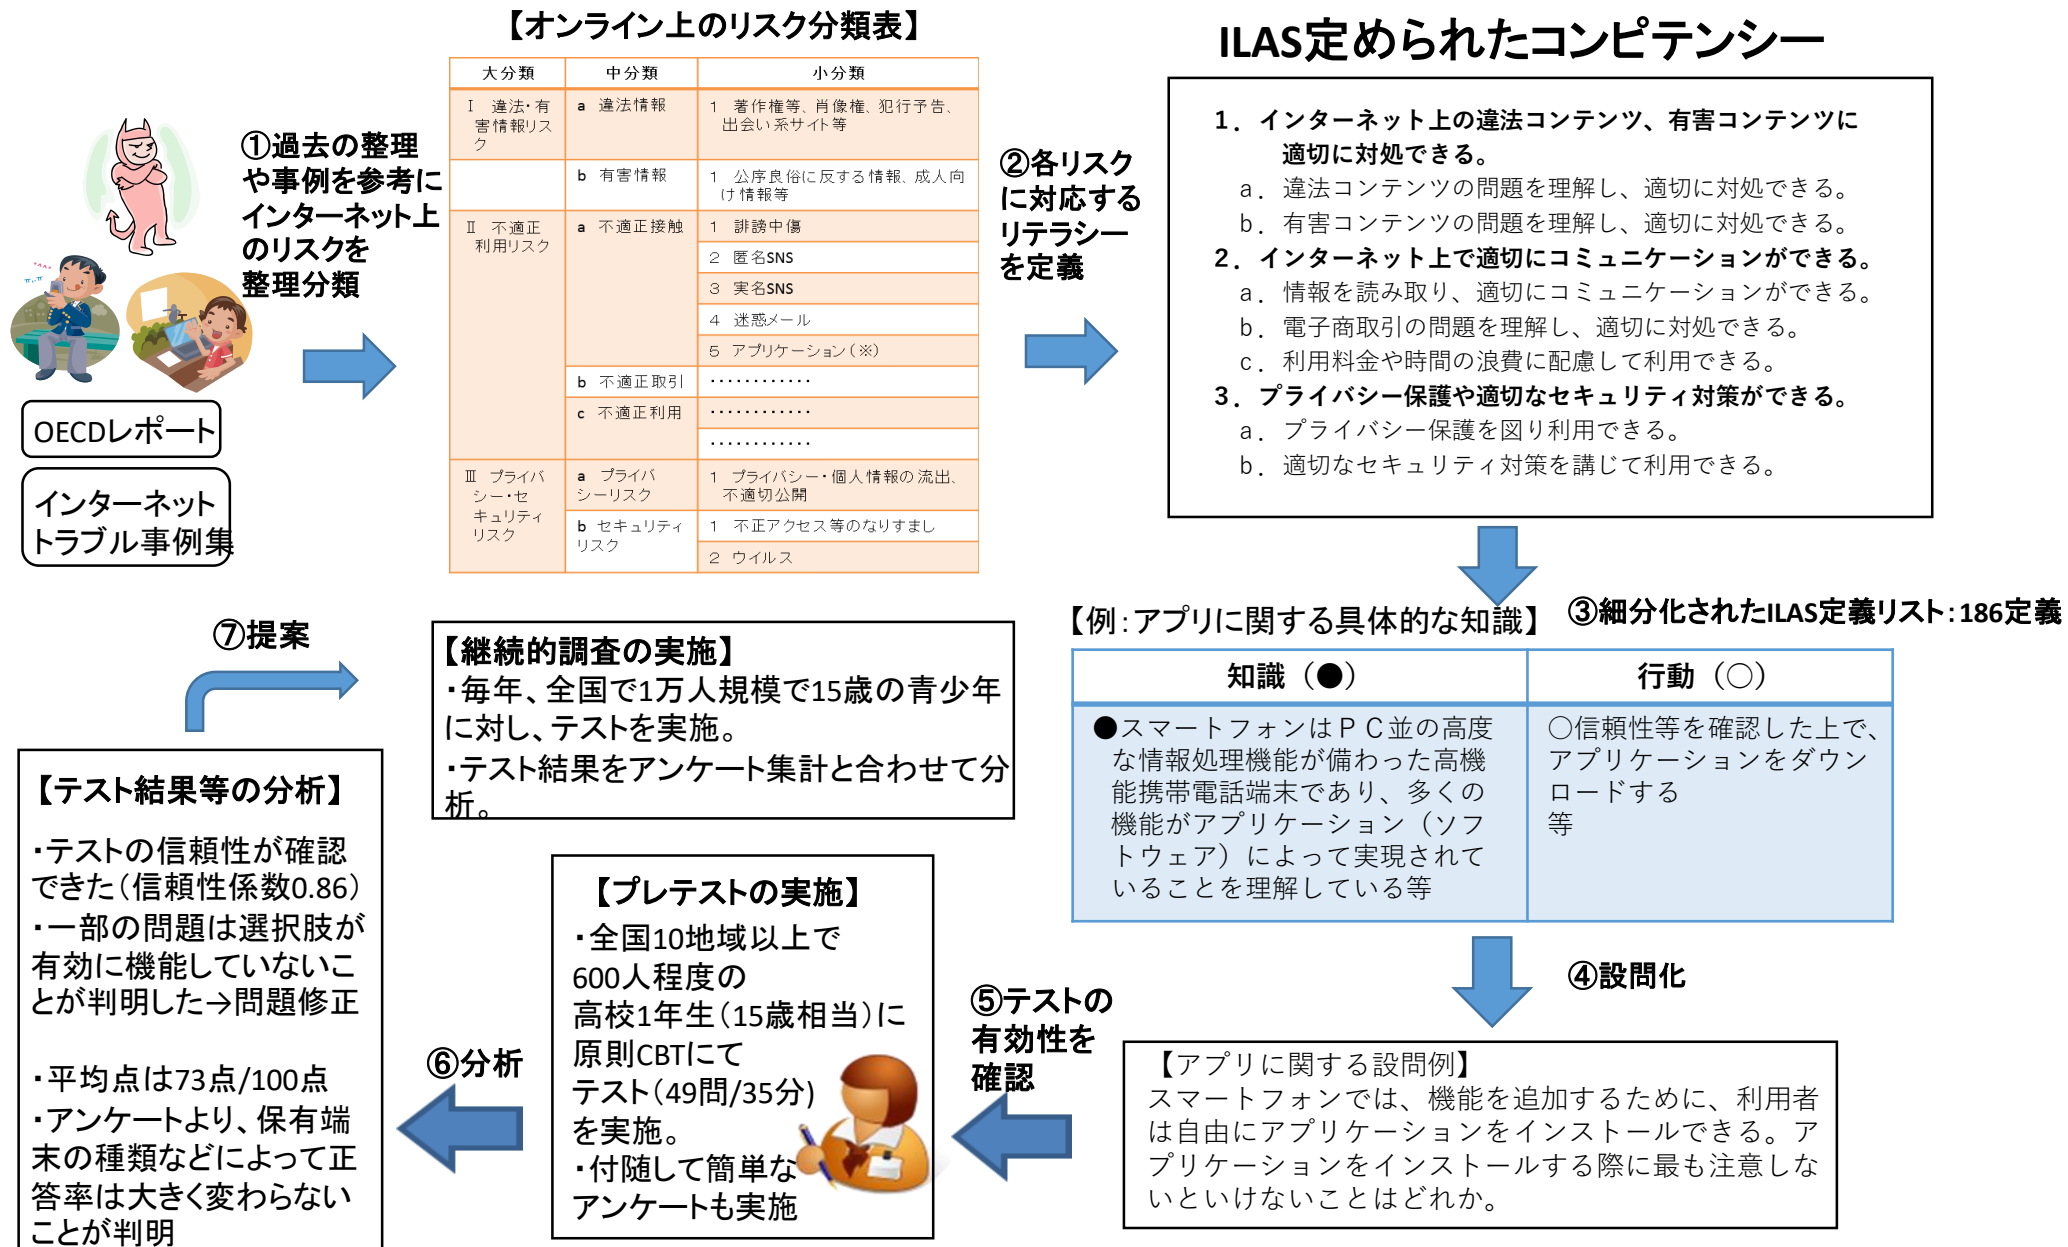 【オンライン上のリスク分類表】
ILAS定められたコンピテンシー
①過去の整理
や事例を参考に
インターネット上
のリスクを
整理分類
OECDレポート
インターネット
トラブル事例集
大分類 中分類 小分類
Ⅰ 違法・有
害情報リス
ク
a 違法情報
1 著作権等、肖像権、犯行予告、
出会い系サイト等
b 有害情報
1 公序良俗に反する情報、成人向
け情報等
Ⅱ 不適正
利用リスク
a 不適正接触
1 誹謗中傷
2 匿名SNS
3 実名SNS
4 迷惑メール
5 アプリケーション(※)
b 不適正取引
・・・・・・・・・・・・
c 不適正利用
・・・・・・・・・・・・
・・・・・・・・・・・・
Ⅲ プライバ
シー・セ
キュリティ
リスク
a プライバ
シーリスク
1 プライバシー・個人情報の流出、
不適切公開
b セキュリティ
リスク
1 不正アクセス等のなりすまし
2 ウイルス
②各リスク
に対応する
リテラシー
を定義
1．インターネット上の違法コンテンツ、有害コンテンツに
適切に対処できる。
a．違法コンテンツの問題を理解し、適切に対処できる。
b．有害コンテンツの問題を理解し、適切に対処できる。
2．インターネット上で適切にコミュニケーションができる。
a．情報を読み取り、適切にコミュニケーションができる。
b．電子商取引の問題を理解し、適切に対処できる。
c．利用料金や時間の浪費に配慮して利用できる。
3．プライバシー保護や適切なセキュリティ対策ができる。
a．プライバシー保護を図り利用できる。
b．適切なセキュリティ対策を講じて利用できる。
③細分化されたILAS定義リスト：186定義
【例：アプリに関する具体的な知識】
知識（●） 行動（○）
●スマートフォンはＰＣ並の高度
な情報処理機能が備わった高機
能携帯電話端末であり、多くの
機能がアプリケーション（ソフ
トウェア）によって実現されて
いることを理解している等
○信頼性等を確認した上で、
アプリケーションをダウン
ロードする
等
④設問化
【アプリに関する設問例】
スマートフォンでは、機能を追加するために、利用者
は自由にアプリケーションをインストールできる。ア
プリケーションをインストールする際に最も注意しな
いといけないことはどれか。
⑤テストの
有効性を
確認
【プレテストの実施】
・全国10地域以上で
600人程度の
高校1年生（15歳相当）に
原則CBTにて
テスト（49問/35分）
を実施。
・付随して簡単な
アンケートも実施
⑥分析
【テスト結果等の分析】
・テストの信頼性が確認
できた（信頼性係数0.86）
・一部の問題は選択肢が
有効に機能していないこ
とが判明した→問題修正
・平均点は73点/100点
・アンケートより、保有端
末の種類などによって正
答率は大きく変わらない
ことが判明
⑦提案
【継続的調査の実施】
・毎年、全国で1万人規模で15歳の青少年
に対し、テストを実施。
・テスト結果をアンケート集計と合わせて分
析。